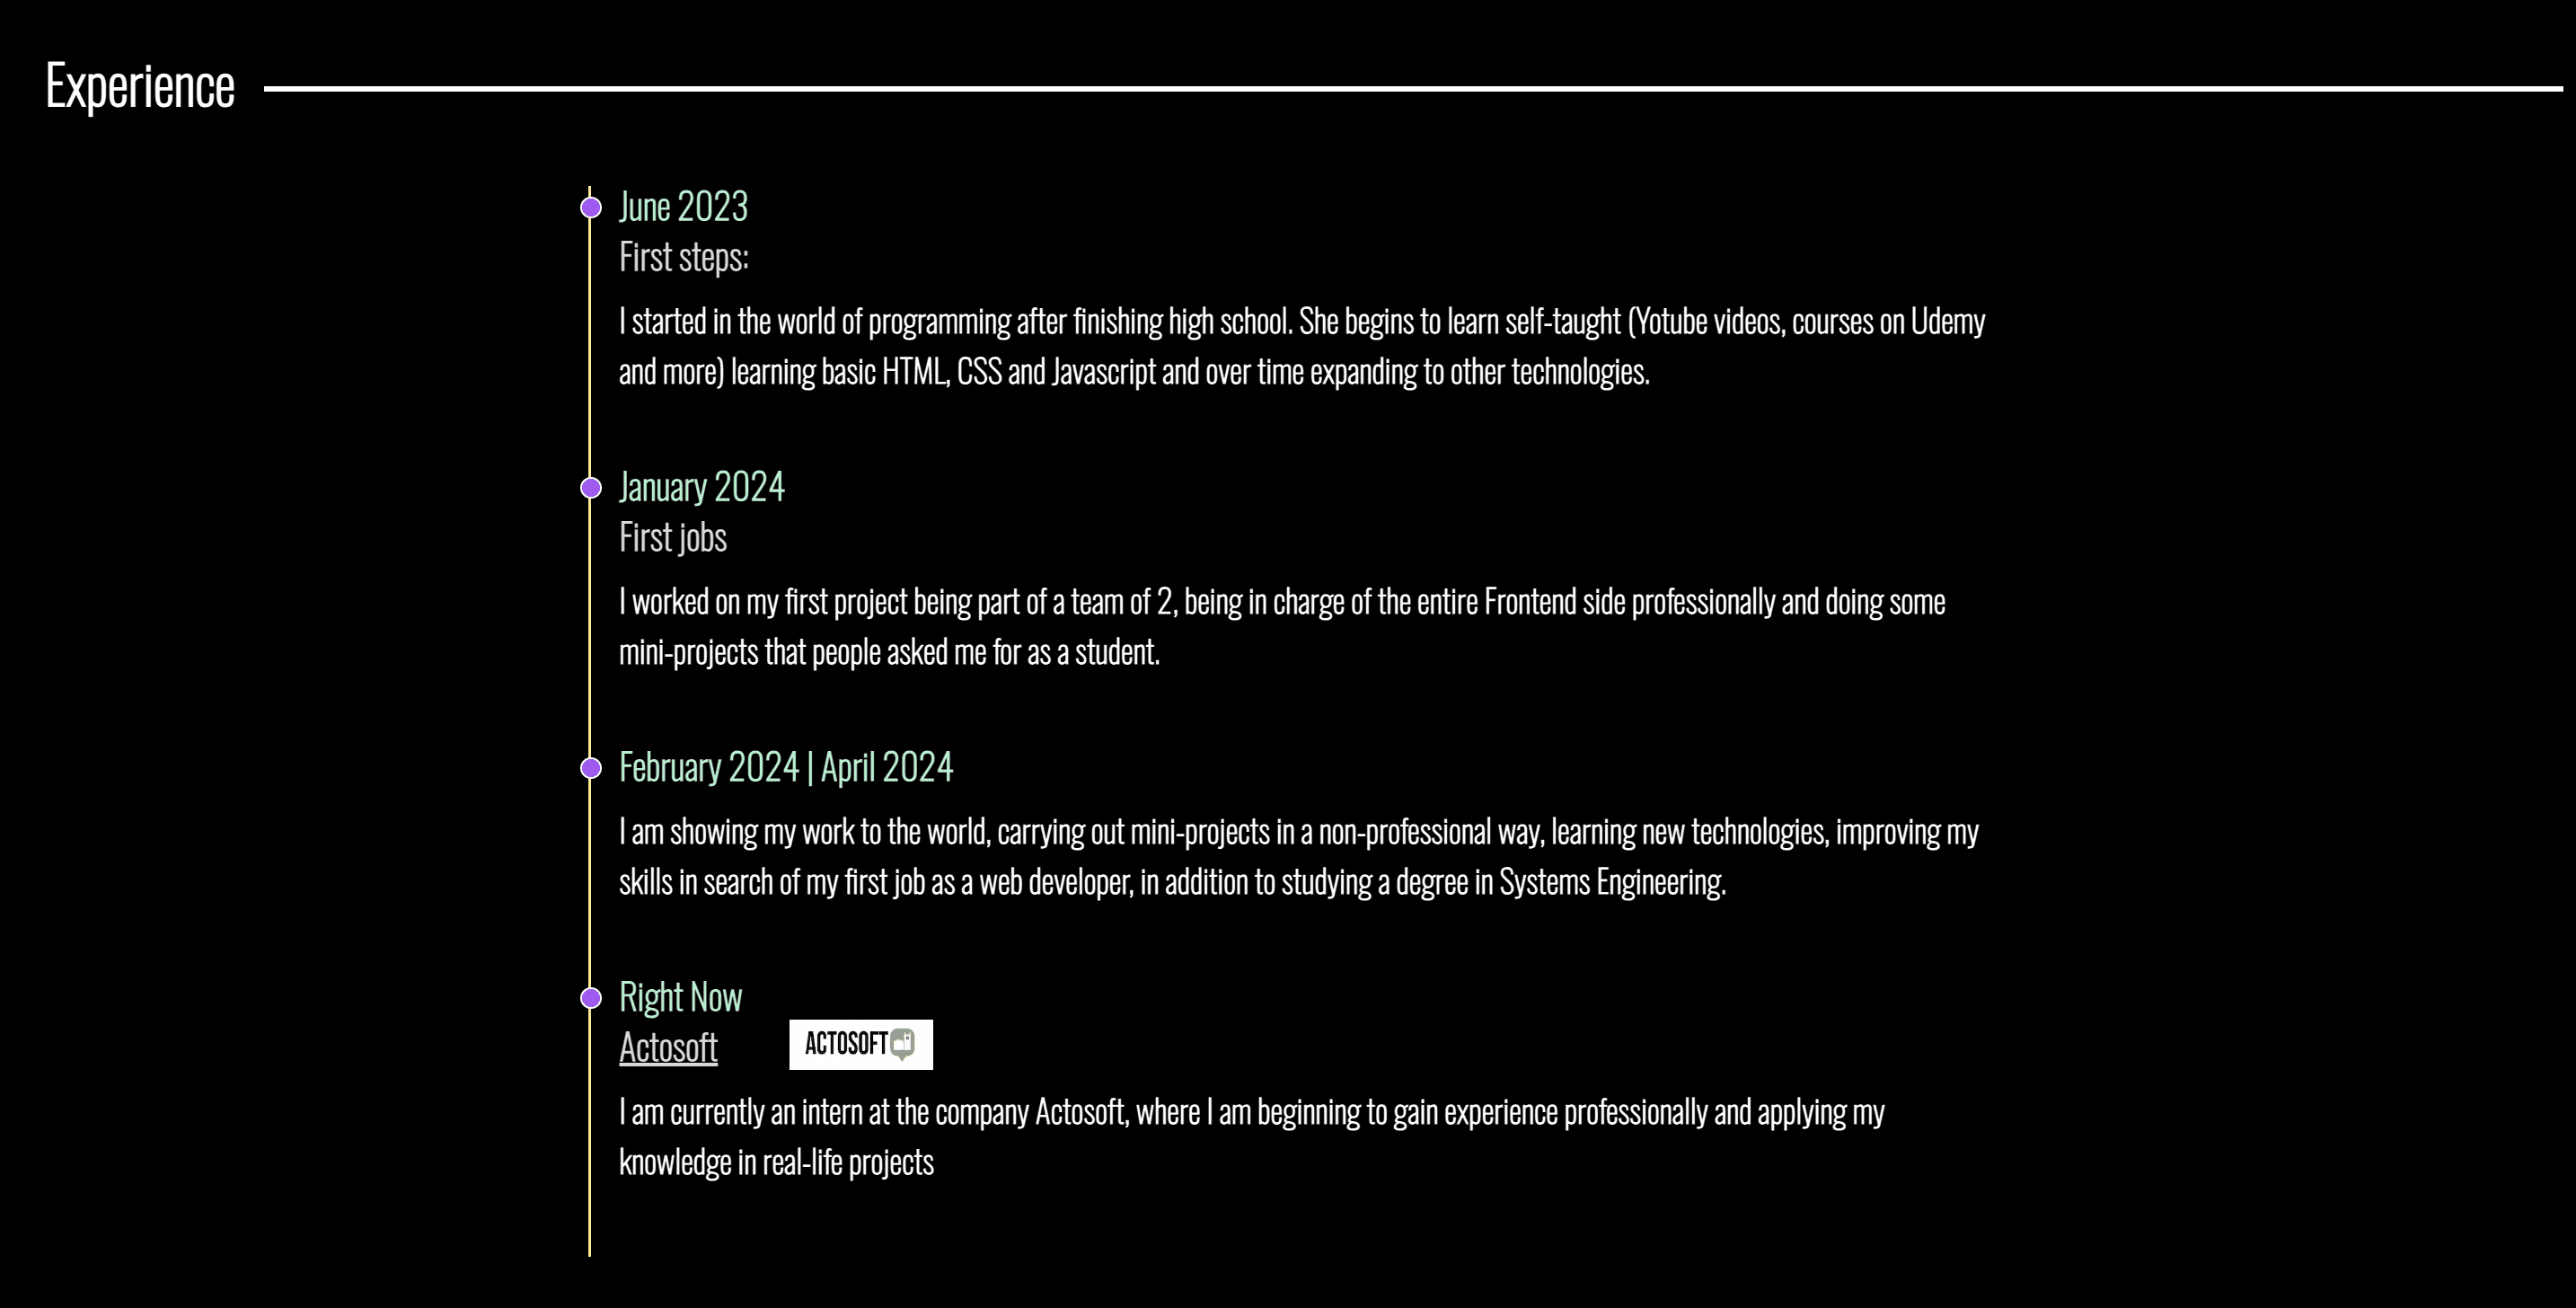 Experience
June 2023
First steps:
I started in the world of programming after finishing high school. She begins to learn self-taught (Yotube videos, courses on Udemy
and more) learning basic HTML, CSS and Javascript and over time expanding to other technologies.
January 2024
First jobs
I worked on my first project being part of a team of 2, being in charge of the entire Frontend side professionally and doing some
mini-projects that people asked me for as a student.
February 2024 | April 2024
I am showing my work to the world, carrying out mini-projects in a non-professional way, learning new technologies, improving my
skills in search of my first job as a web developer, in addition to studying a degree in Systems Engineering.
Right Now
Actosoft ACTOSOFT
I am currently an intern at the company Actosoft, where I am beginning to gain experience professionally and applying my
knowledge in real-life projects